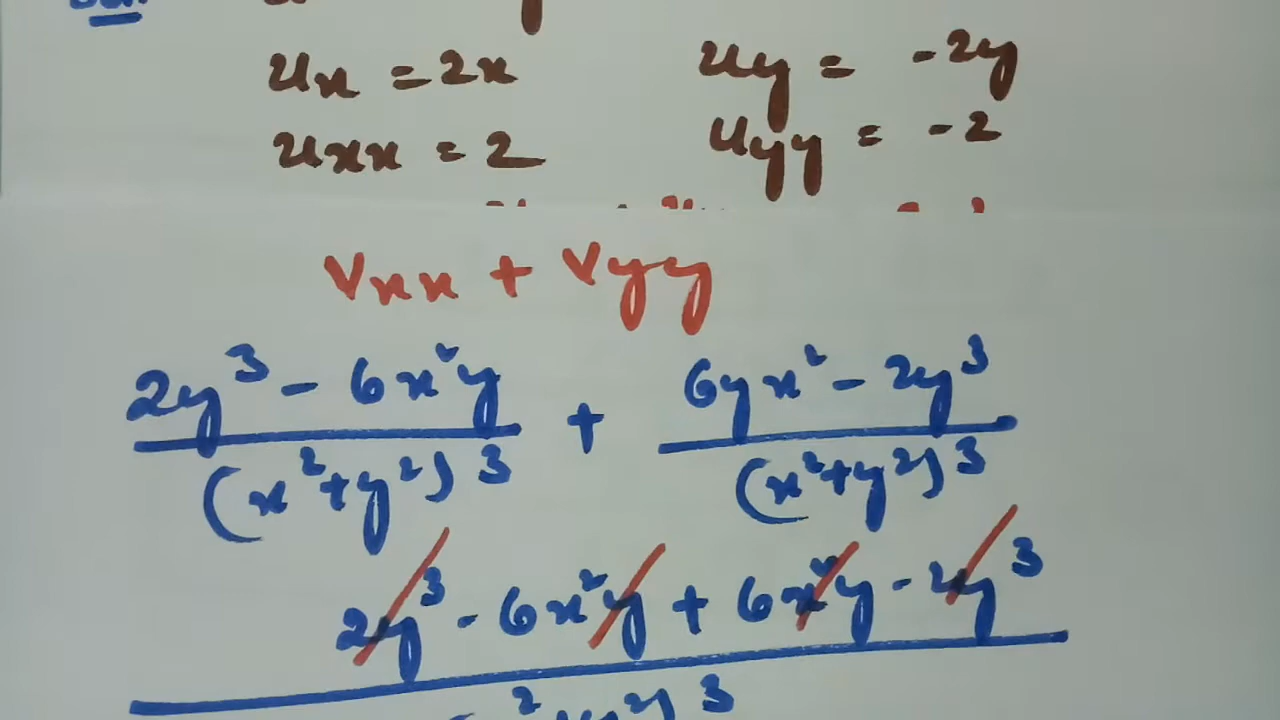 ux = 2x uy = -2y
uxx = 2 uyy = -2
Vxx + Vyy
2y³ - 6x²y / (x²+y²)³ + 6yx² - 2y³ / (x²+y²)³
2y³ - 6x²y + 6x²y - 2y³